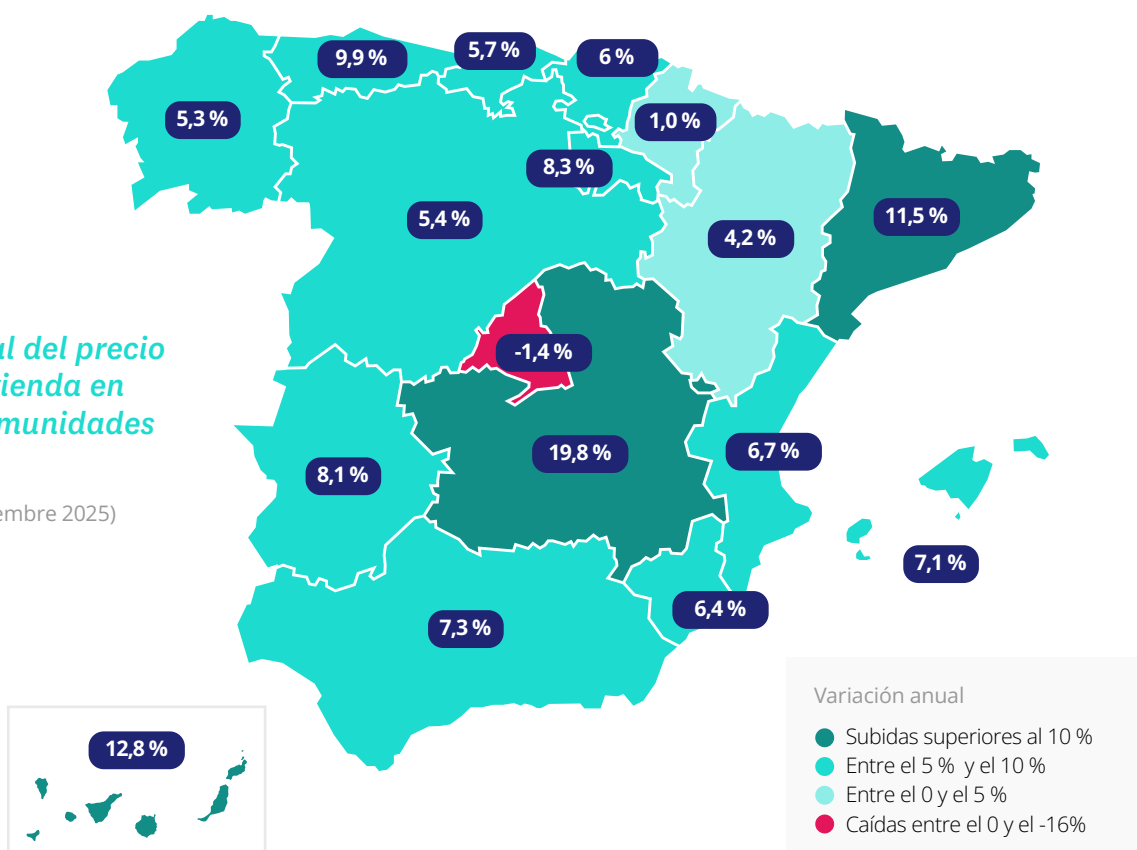 9,9 %
5,7 %
6 %
5,3 %
1,0 %
8,3 %
5,4 %
4,2 %
11,5 %
al del precio
ienda en
munidades
-1,4 %
19,8 %
6,7 %
8,1 %
embre 2025)
7,1 %
6,4 %
7,3 %
12,8 %
Variación anual
Subidas superiores al 10 %
Entre el 5 % y el 10 %
Entre el 0 y el 5 %
Caídas entre el 0 y el -16%